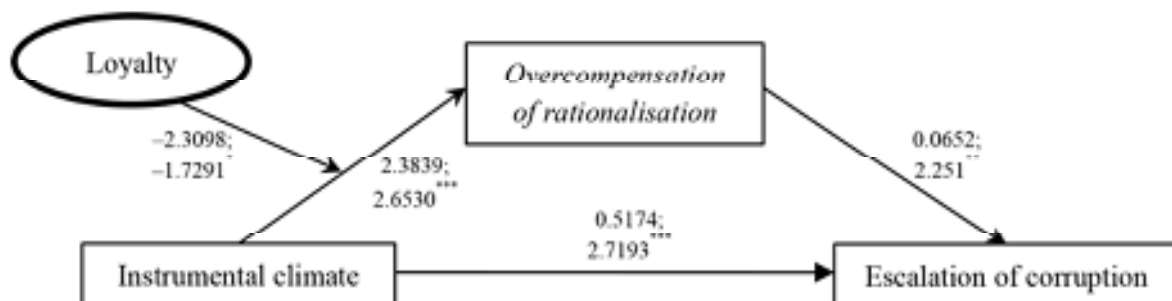 Loyalty
Overcompensation
of rationalisation
–2.3098;
–1.7291*
2.3839;
2.6530***
0.0652;
2.251**
0.5174;
2.7193***
Instrumental climate
Escalation of corruption